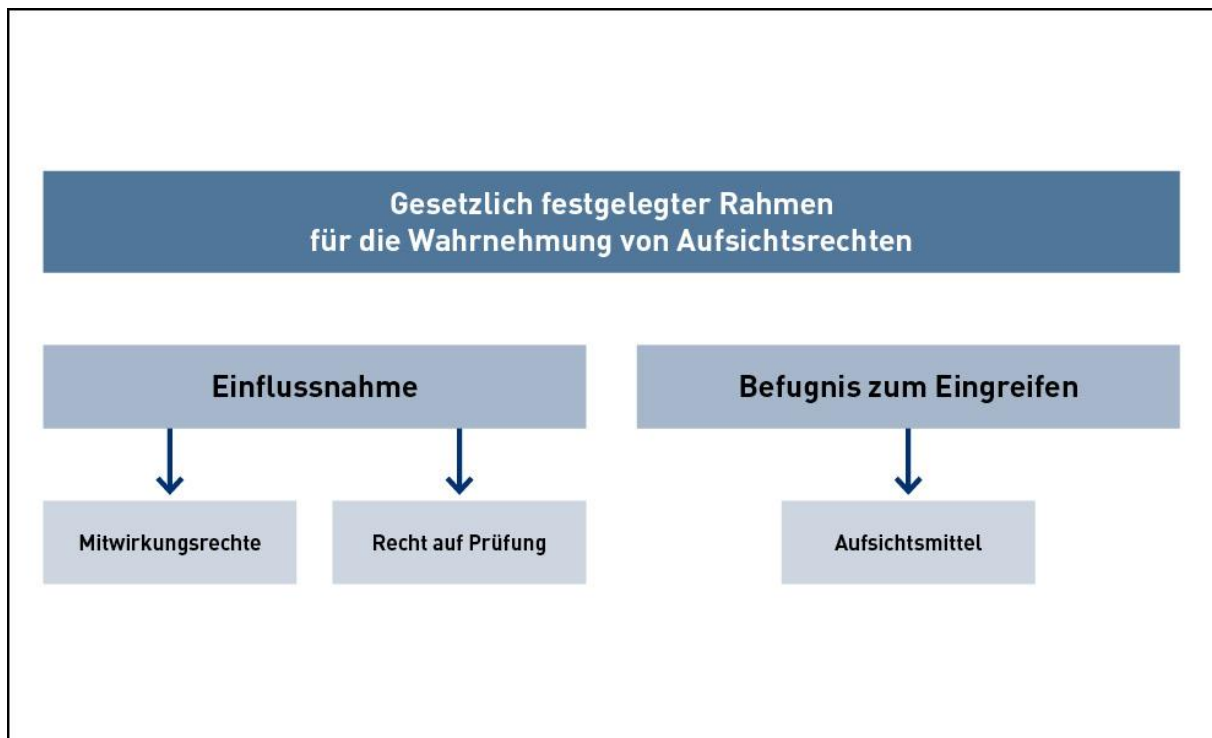 Gesetzlich festgelegter Rahmen
für die Wahrnehmung von Aufsichtsrechten
Einflussnahme
Befugnis zum Eingreifen
Mitwirkungsrechte
Recht auf Prüfung
Aufsichtsmittel